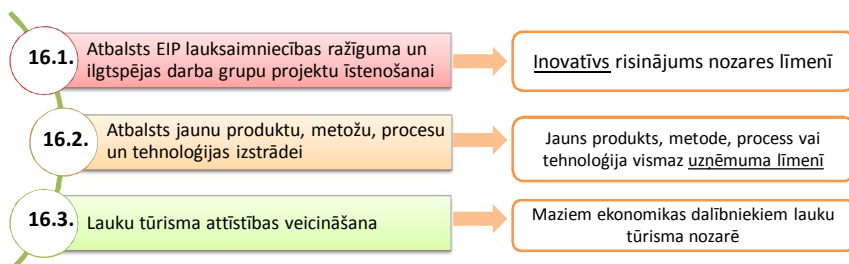 16.1.
Atbalsts EIP lauksaimniecības ražīguma un
ilgtspējas darba grupu projektu īstenošanai
Inovatīvs risinājums nozares līmenī
16.2.
Atbalsts jaunu produktu, metožu, procesu
un tehnoloģijas izstrādei
Jauns produkts, metode, process vai
tehnoloģija vismaz uzņēmuma līmenī
16.3.
Lauku tūrisma attīstības veicināšana
Maziem ekonomikas dalībniekiem lauku
tūrisma nozarē